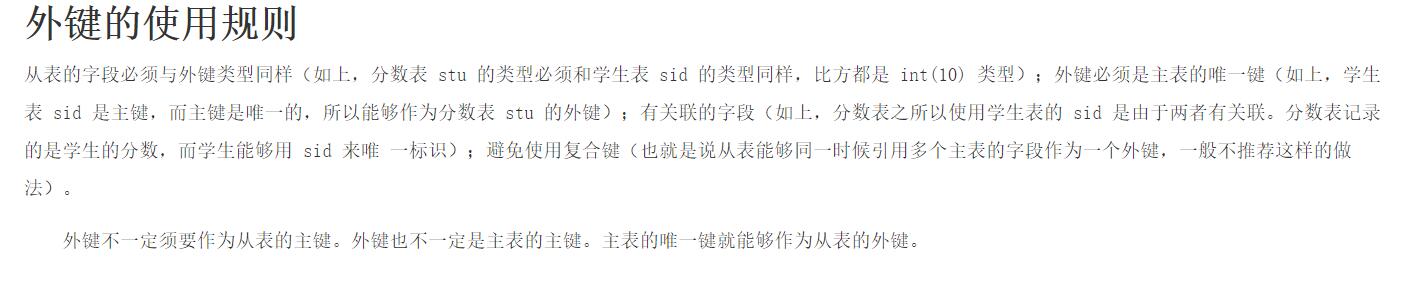 外键的使用规则
从表的字段必须与外键类型同样（如上，分数表 stu 的类型必须和学生表 sid 的类型同样，比方都是 int(10) 类型）；外键必须是主表的唯一键（如上，学生
表 sid 是主键，而主键是唯一的，所以能够作为分数表 stu 的外键）；有关联的字段（如上，分数表之所以使用学生表的 sid 是由于两者有关联。分数表记录
的是学生的分数，而学生能够用 sid 来唯 一标识）；避免使用复合键（也就是说从表能够同一时候引用多个主表的字段作为一个外键，一般不推荐这样的做
法）。
外键不一定须要作为从表的主键。外键也不一定是主表的主键。主表的唯一键就能够作为从表的外键。